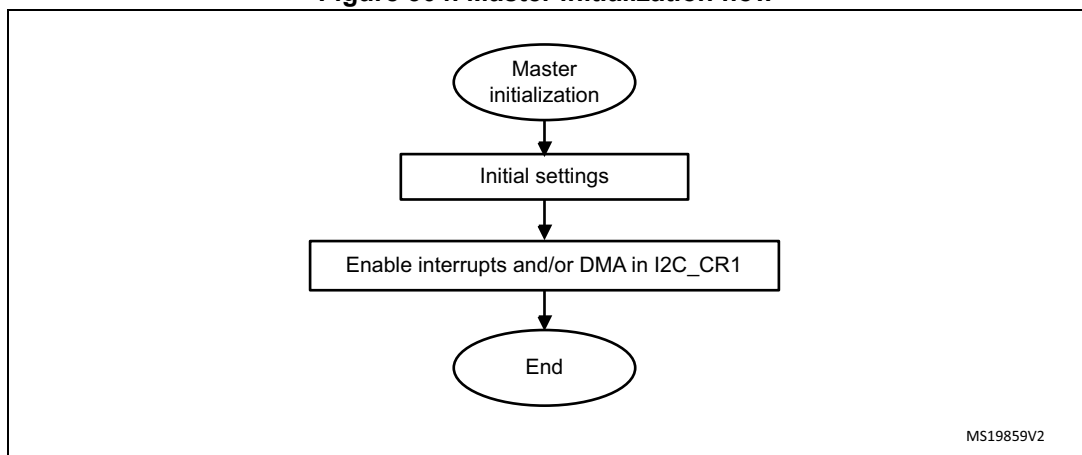 Master
initialization
Initial settings
Enable interrupts and/or DMA in I2C_CR1
End
MS19859V2